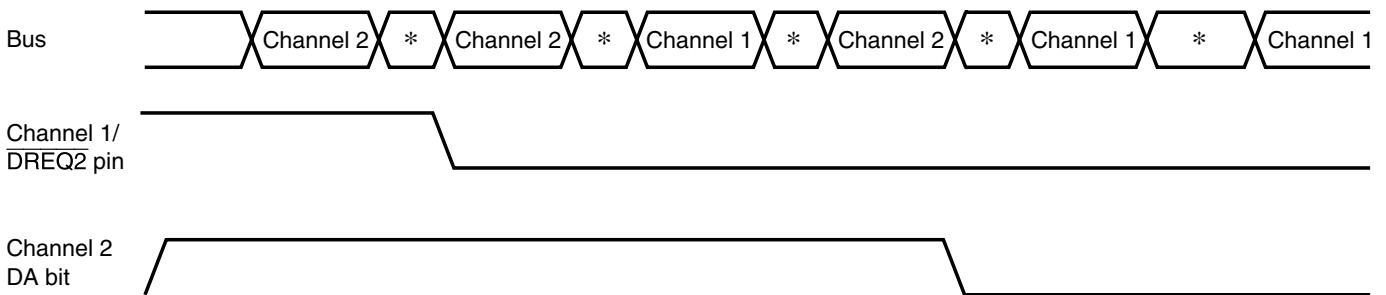 Bus Channel 2 * Channel 2 * Channel 1 * Channel 2 * Channel 1 * Channel 1
Channel 1/
DREQ2 pin
Channel 2
DA bit